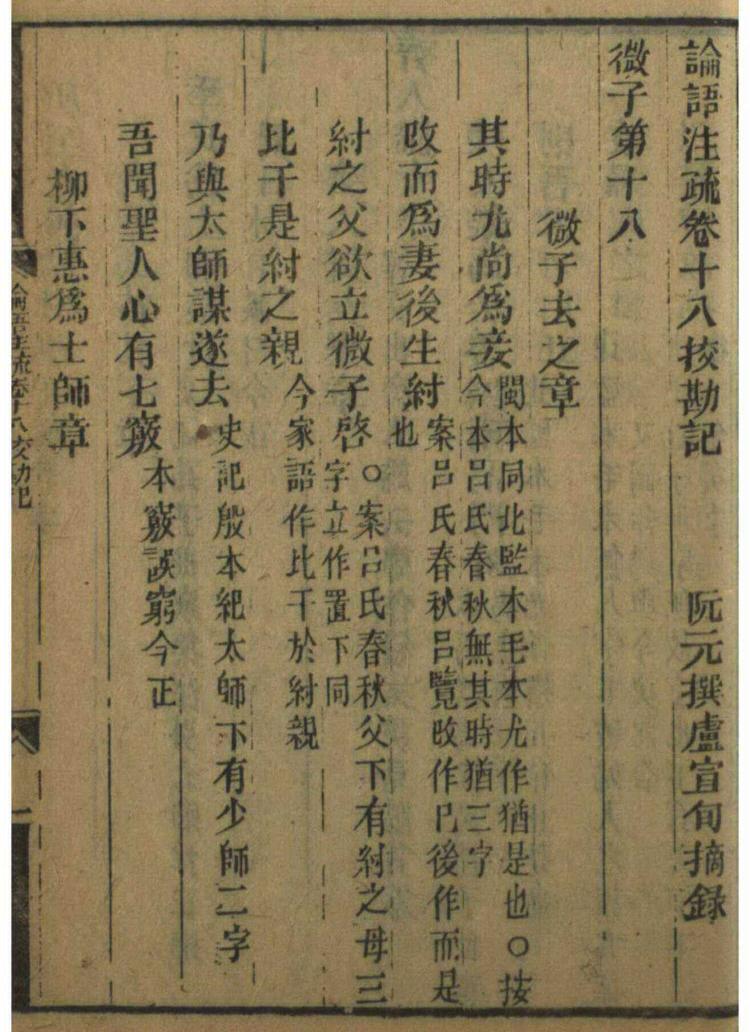 論語注疏卷十八挍勘記　阮元撰盧宣旬摘録
微子第十八
微子去之章
其時尤尚爲妾閩本同北監本毛本尤作猶是也○按
今本呂氏春秋無其時猶三字
改而爲妻後生紂案呂氏春秋呂覽改作已後作而是
也
紂之父欲立微子啓○案呂氏春秋父下有紂之母三
字立作置下同
比干是紂之親今家語作比干於紂親
乃與太師謀遂去史記殷本紀太師下有少師二字
吾聞聖人心有七竅本竅誤窮今正
柳下惠爲士師章
論語注疏卷十八挍勘記
一